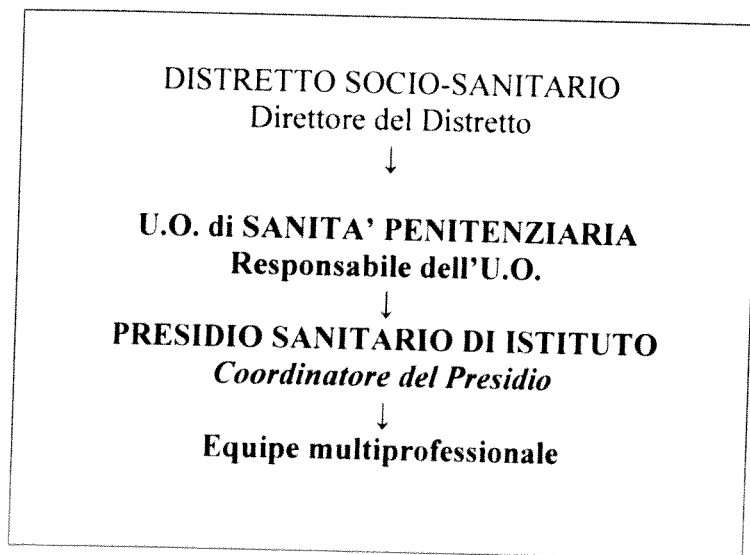 DISTRETTO SOCIO-SANITARIO
Direttore del Distretto
↓
U.O. di SANITA' PENITENZIARIA
Responsabile dell'U.O.
↓
PRESIDIO SANITARIO DI ISTITUTO
Coordinatore del Presidio
↓
Equipe multiprofessionale